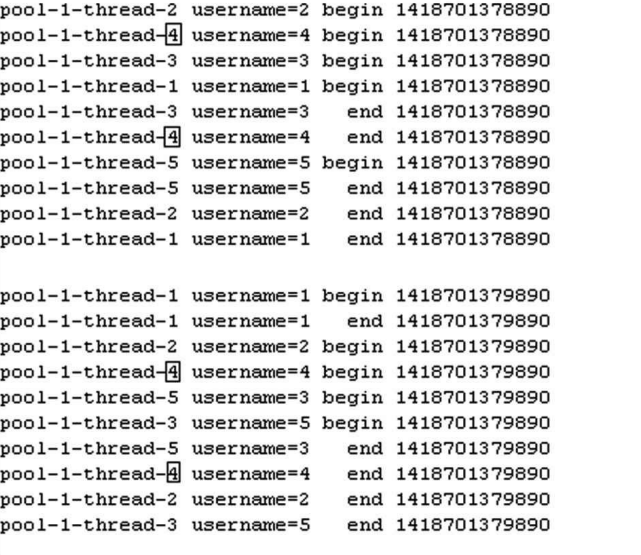 pool-1-thread-2 username=2 begin 1418701378890
pool-1-thread-4 username=4 begin 1418701378890
pool-1-thread-3 username=3 begin 1418701378890
pool-1-thread-1 username=1 begin 1418701378890
pool-1-thread-3 username=3   end 1418701378890
pool-1-thread-4 username=4   end 1418701378890
pool-1-thread-5 username=5 begin 1418701378890
pool-1-thread-5 username=5   end 1418701378890
pool-1-thread-2 username=2   end 1418701378890
pool-1-thread-1 username=1   end 1418701378890

pool-1-thread-1 username=1 begin 1418701379890
pool-1-thread-1 username=1   end 1418701379890
pool-1-thread-2 username=2 begin 1418701379890
pool-1-thread-4 username=4 begin 1418701379890
pool-1-thread-5 username=3 begin 1418701379890
pool-1-thread-3 username=5 begin 1418701379890
pool-1-thread-5 username=3   end 1418701379890
pool-1-thread-4 username=4   end 1418701379890
pool-1-thread-2 username=2   end 1418701379890
pool-1-thread-3 username=5   end 1418701379890